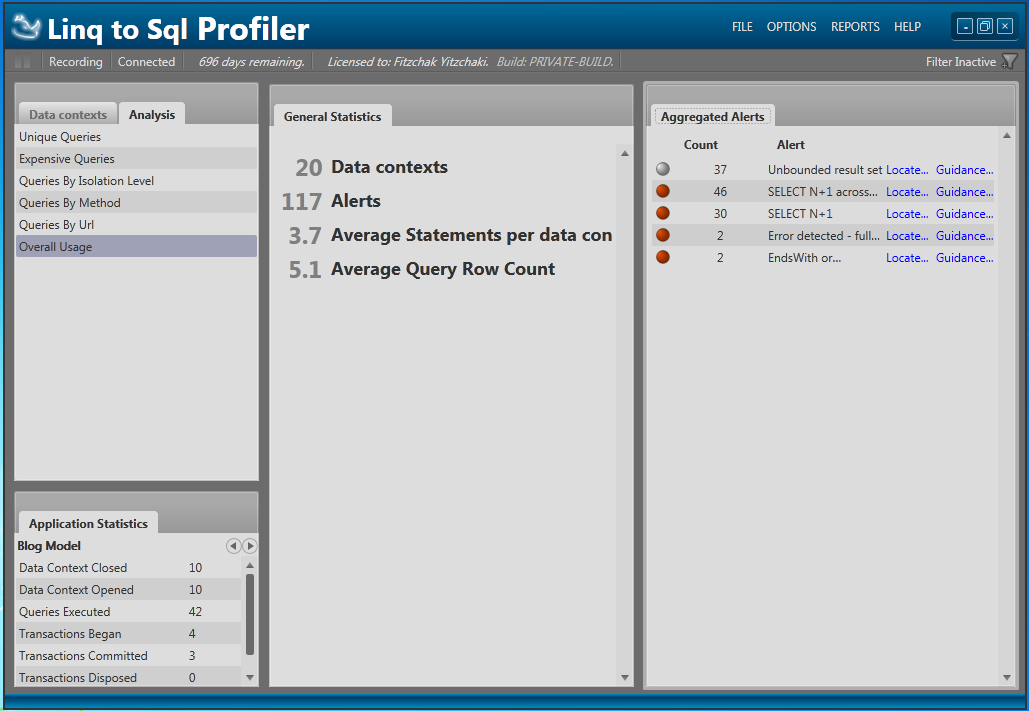 Linq to Sql Profiler
FILE OPTIONS REPORTS HELP
Recording Connected 696 days remaining. Licensed to: Fitzchak Yitzchaki. Build: PRIVATE-BUILD. Filter Inactive
Data contexts Analysis
Unique Queries
Expensive Queries
Queries By Isolation Level
Queries By Method
Queries By Url
Overall Usage
Application Statistics
Blog Model
Data Context Closed 10
Data Context Opened 10
Queries Executed 42
Transactions Began 4
Transactions Committed 3
Transactions Disposed 0
General Statistics
20 Data contexts
117 Alerts
3.7 Average Statements per data con
5.1 Average Query Row Count
Aggregated Alerts
Count Alert
37 Unbounded result set Locate... Guidance...
46 SELECT N+1 across... Locate... Guidance...
30 SELECT N+1 Locate... Guidance...
2 Error detected - full... Locate... Guidance...
2 EndsWith or... Locate... Guidance...